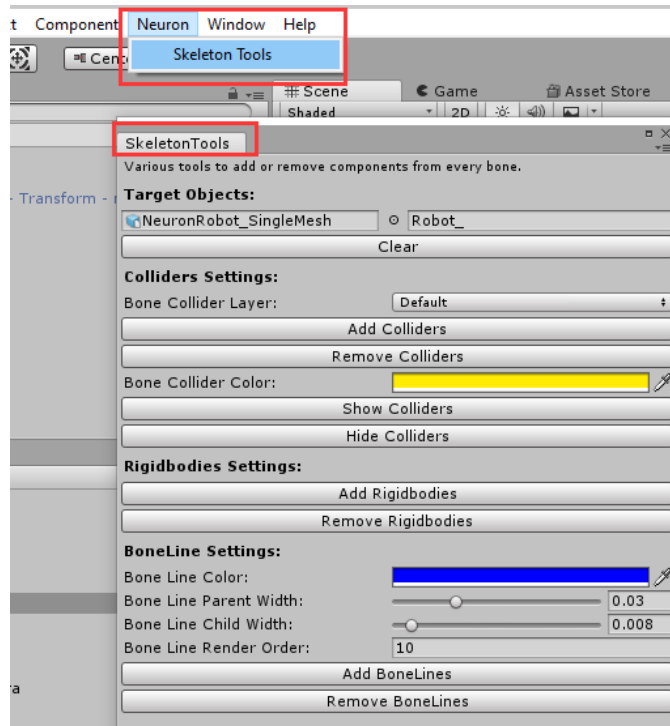 Component Neuron Window Help
Skeleton Tools
Scene Game Asset Store
Shaded 2D
SkeletonTools
Various tools to add or remove components from every bone.
- Transform -
Target Objects:
NeuronRobot_SingleMesh Robot_
Clear
Colliders Settings:
Bone Collider Layer: Default
Add Colliders
Remove Colliders
Bone Collider Color:
Show Colliders
Hide Colliders
Rigidbodies Settings:
Add Rigidbodies
Remove Rigidbodies
BoneLine Settings:
Bone Line Color:
Bone Line Parent Width: 0.03
Bone Line Child Width: 0.008
Bone Line Render Order: 10
Add BoneLines
Remove BoneLines